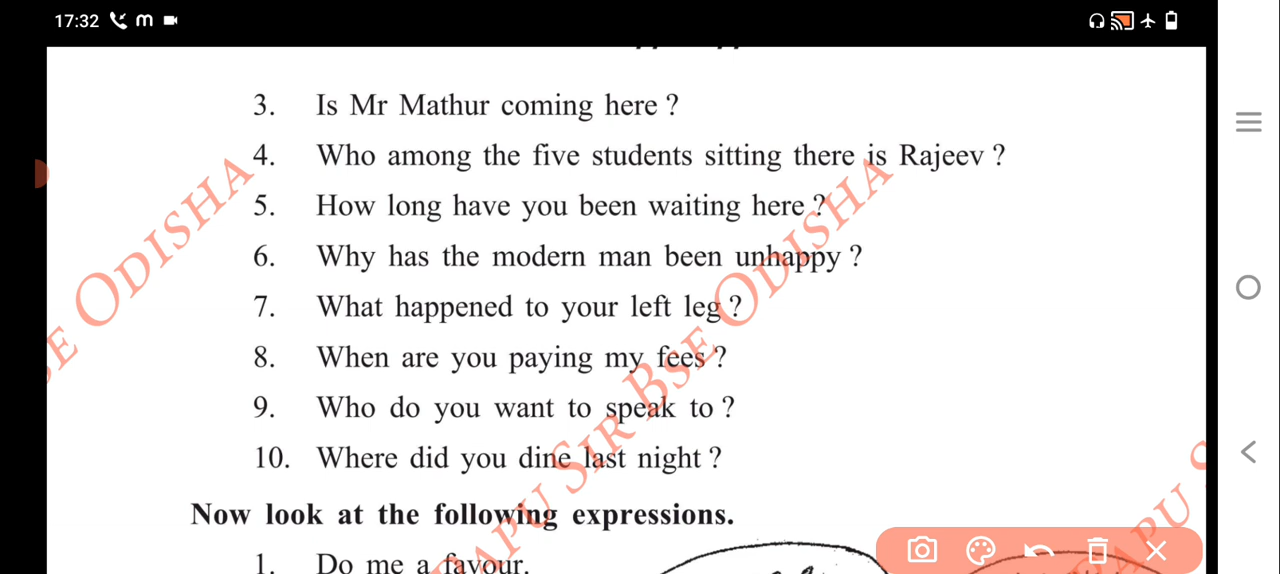 17:32
3. Is Mr Mathur coming here ?
4. Who among the five students sitting there is Rajeev ?
5. How long have you been waiting here ?
6. Why has the modern man been unhappy ?
7. What happened to your left leg ?
8. When are you paying my fees ?
9. Who do you want to speak to ?
10. Where did you dine last night ?
Now look at the following expressions.
1. Do me a favour.
SE ODISHA
BAPU SIR BSE ODISHA
BAPU S